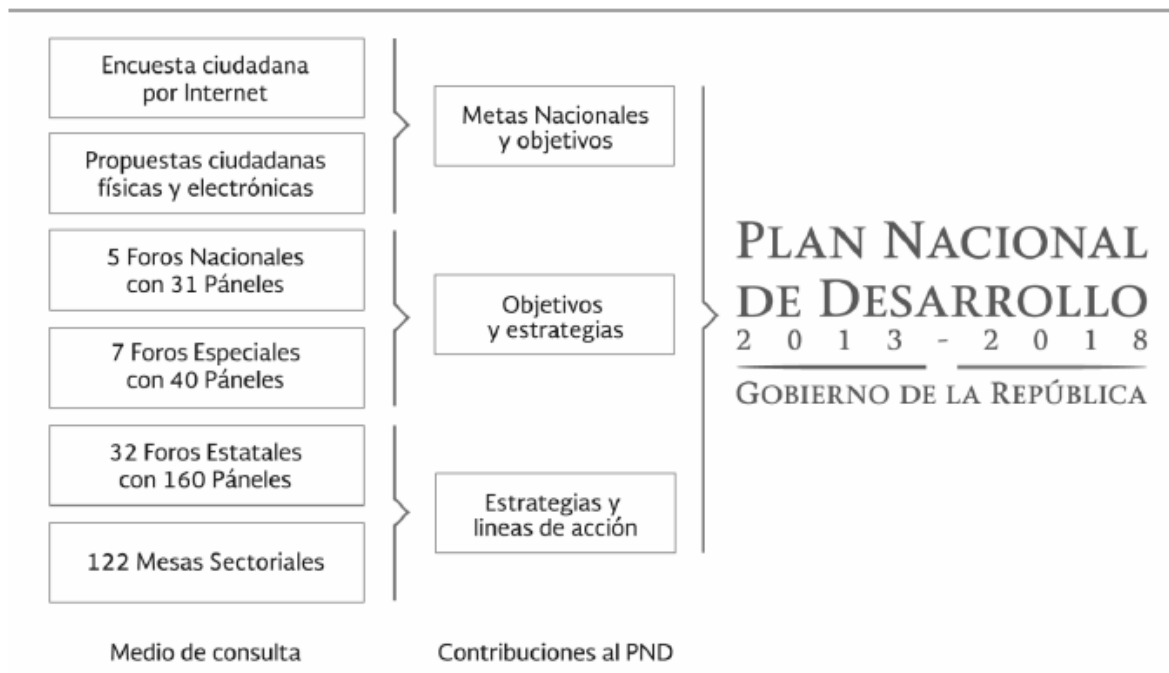 Encuesta ciudadana
por Internet
Propuestas ciudadanas
físicas y electrónicas
5 Foros Nacionales
con 31 Páneles
7 Foros Especiales
con 40 Páneles
32 Foros Estatales
con 160 Páneles
122 Mesas Sectoriales
Medio de consulta
Metas Nacionales
y objetivos
Objetivos
y estrategias
Estrategias y
lineas de acción
Contribuciones al PND
PLAN NACIONAL
DE DESARROLLO
2 0 1 3 - 2 0 1 8
GOBIERNO DE LA REPÚBLICA